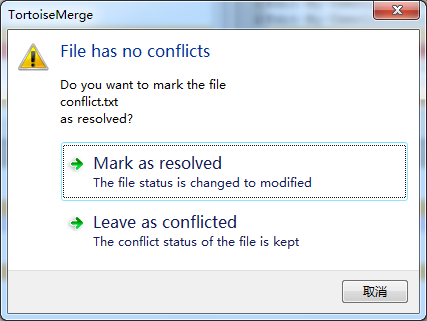 TortoiseMerge
File has no conflicts
Do you want to mark the file
conflict.txt
as resolved?
Mark as resolved
The file status is changed to modified
Leave as conflicted
The conflict status of the file is kept
取消